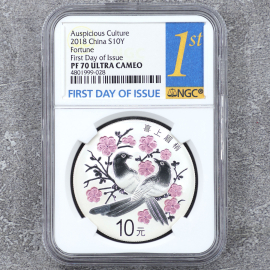 Auspicious Culture
2018 China S10Y
Fortune
First Day of Issue
PF 70 ULTRA CAMEO
4801999-028
1st
FIRST DAY OF ISSUE
NGC
喜上眉梢
10元